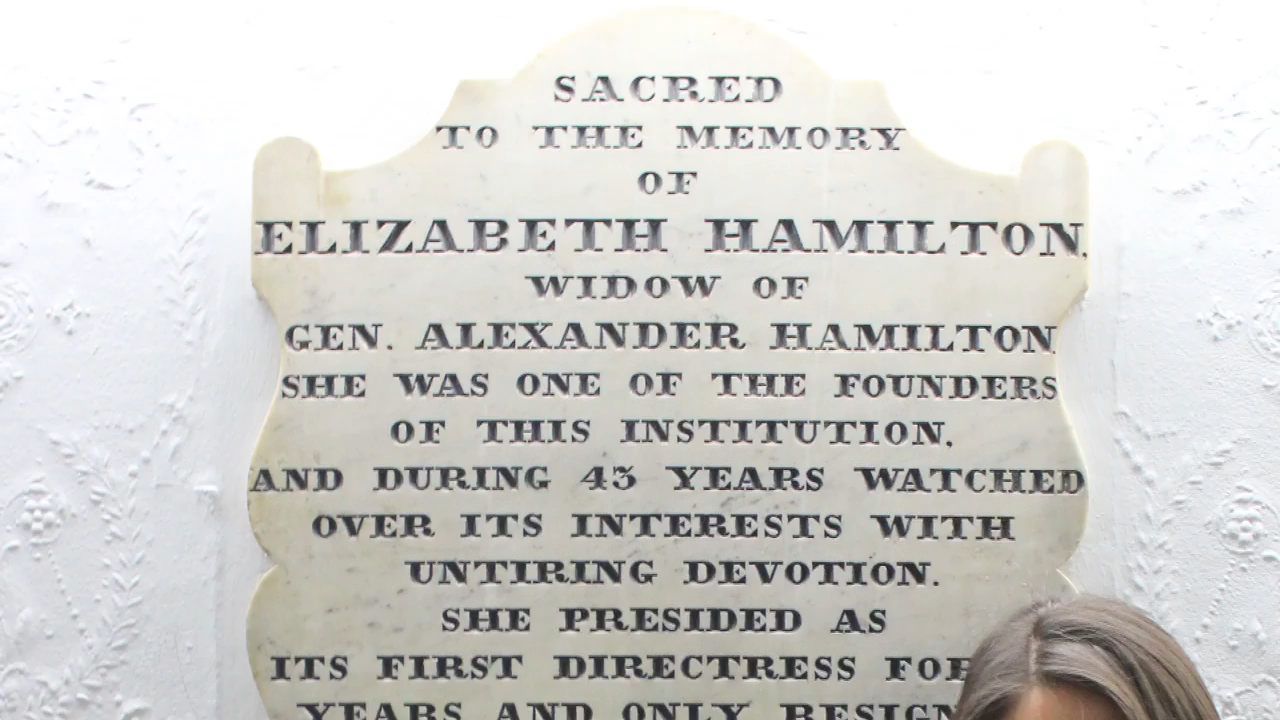 SACRED
TO THE MEMORY
OF
ELIZABETH HAMILTON,
WIDOW OF
GEN. ALEXANDER HAMILTON
SHE WAS ONE OF THE FOUNDERS
OF THIS INSTITUTION,
AND DURING 43 YEARS WATCHED
OVER ITS INTERESTS WITH
UNTIRING DEVOTION.
SHE PRESIDED AS
ITS FIRST DIRECTRESS
YEARS AND ONLY